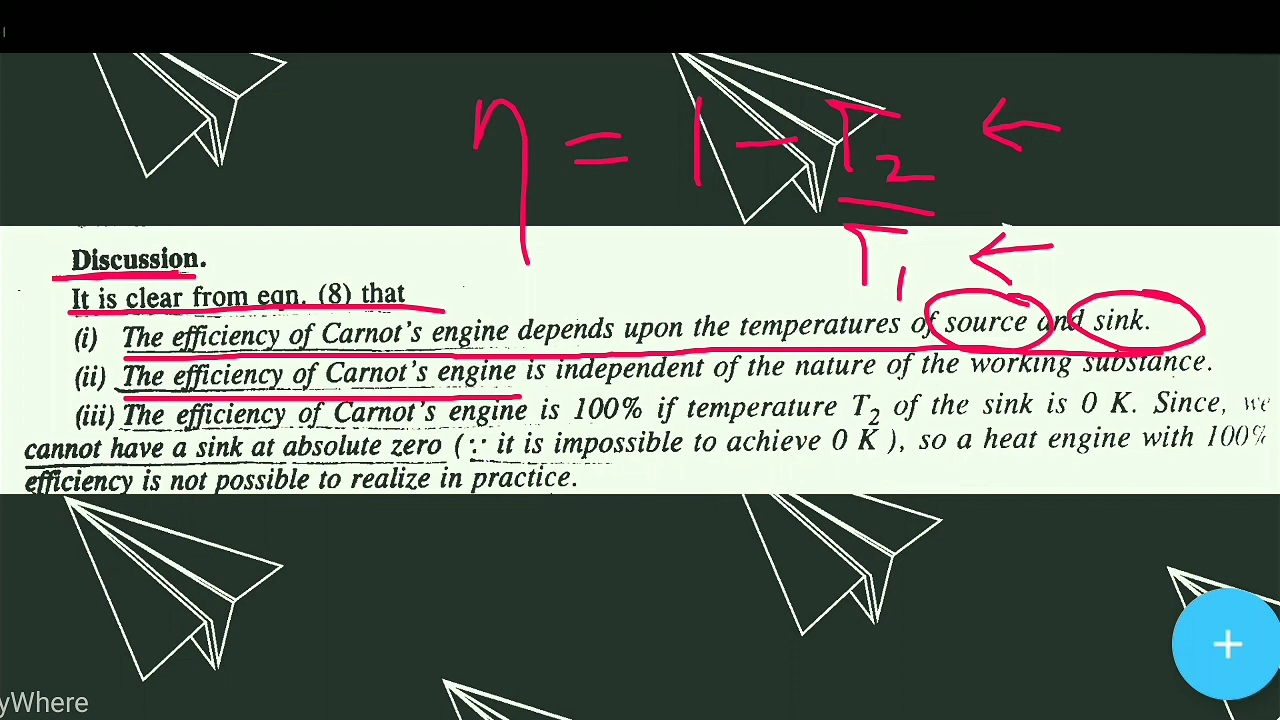 η = 1 - T₂ ←
T₁ ←
Discussion.
It is clear from eqn. (8) that
(i) The efficiency of Carnot's engine depends upon the temperatures of source and sink.
(ii) The efficiency of Carnot's engine is independent of the nature of the working substance.
(iii) The efficiency of Carnot's engine is 100% if temperature T₂ of the sink is 0 K. Since, we
cannot have a sink at absolute zero (∵ it is impossible to achieve 0 K ), so a heat engine with 100%
efficiency is not possible to realize in practice.
+
yWhere